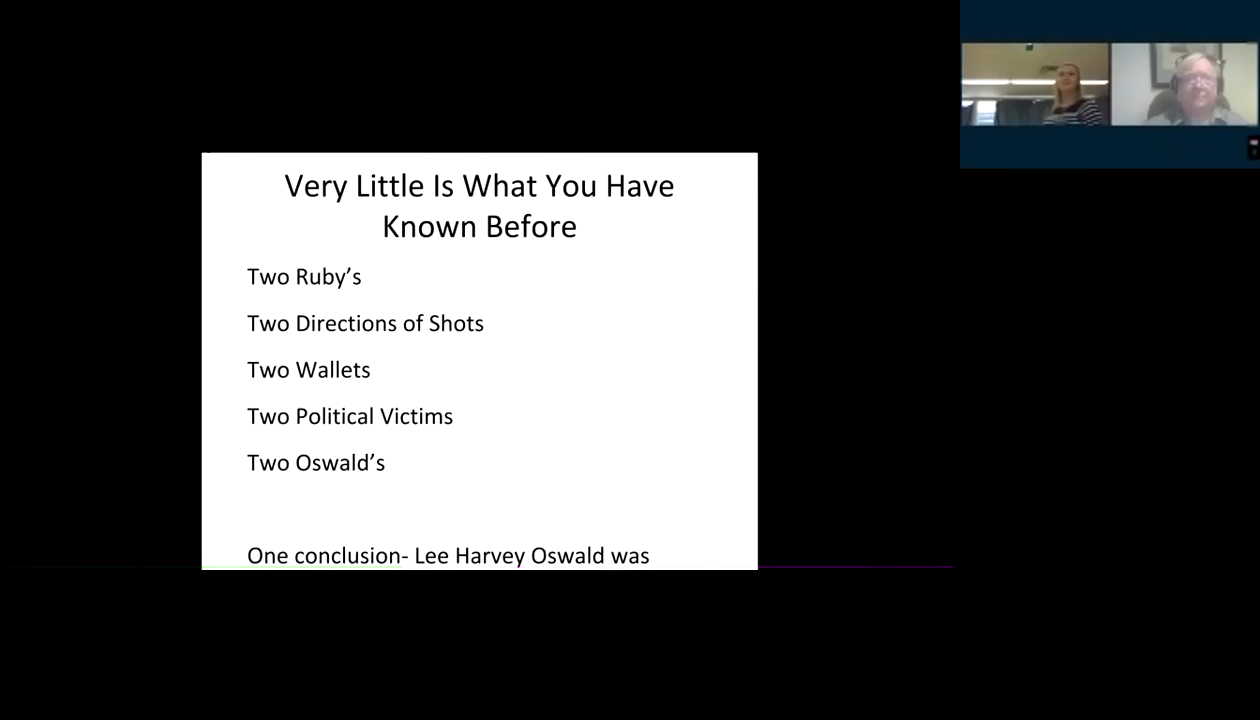 Very Little Is What You Have
Known Before
Two Ruby’s
Two Directions of Shots
Two Wallets
Two Political Victims
Two Oswald’s
One conclusion- Lee Harvey Oswald was